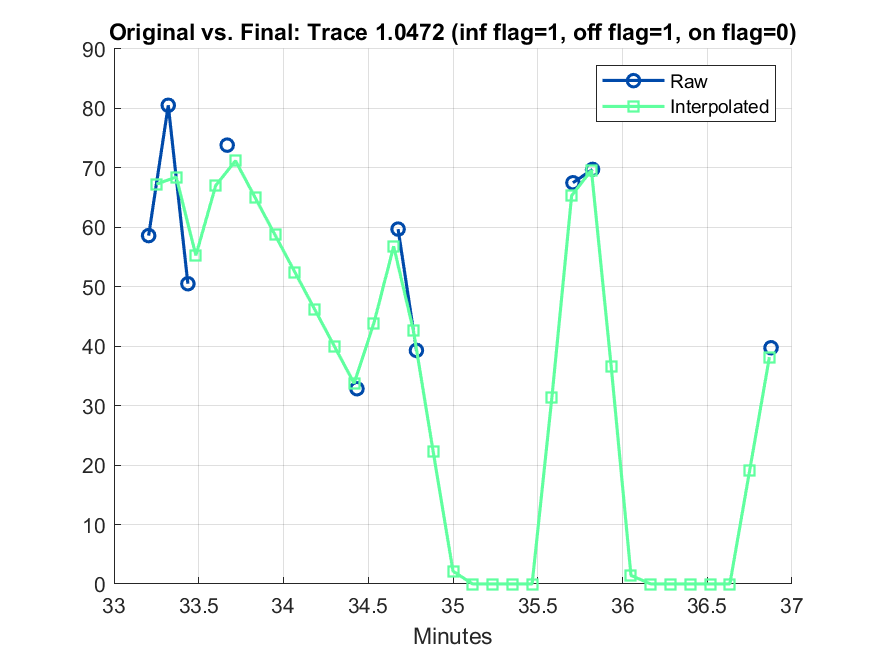 Original vs. Final: Trace 1.0472 (inf flag=1, off flag=1, on flag=0)
90
80
70
60
50
40
30
20
10
0
Raw
Interpolated
33 33.5 34 34.5 35 35.5 36 36.5 37
Minutes